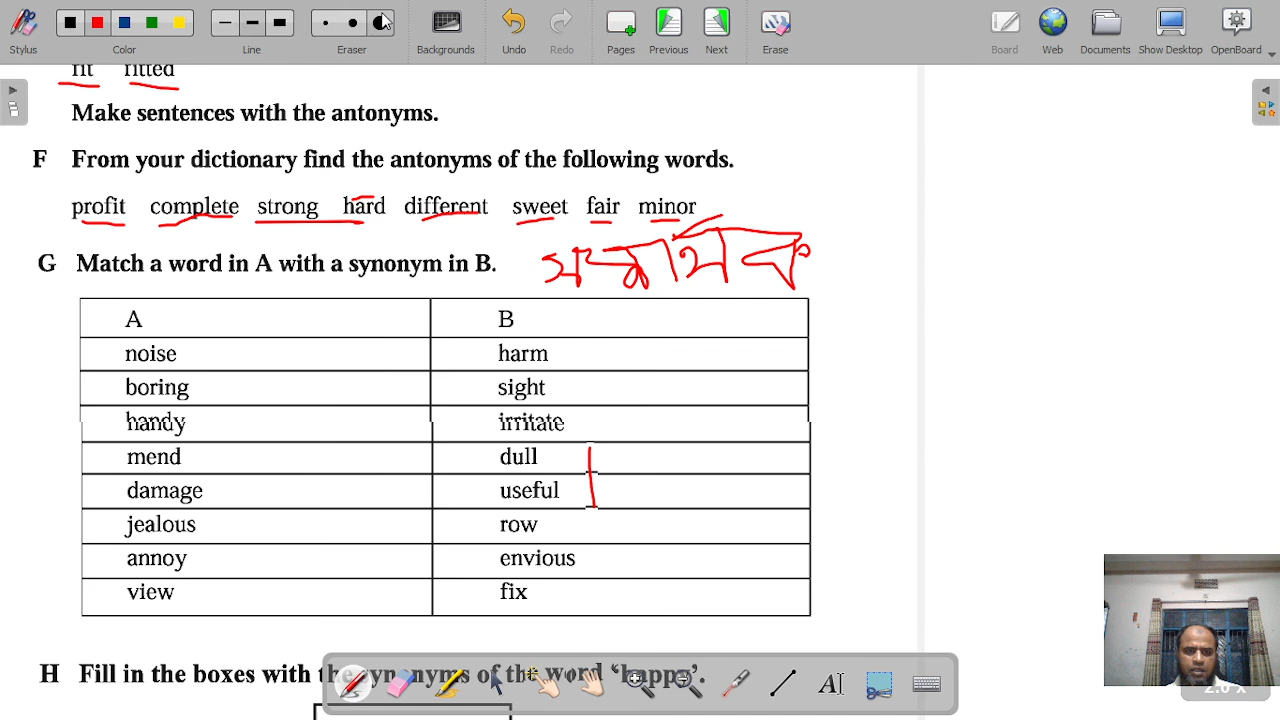 Stylus Color Line Eraser Backgrounds Undo Redo Pages Previous Next Erase Board Web Documents Show Desktop OpenBoard
fit fitted
Make sentences with the antonyms.
F From your dictionary find the antonyms of the following words.
profit complete strong hard different sweet fair minor
G Match a word in A with a synonym in B.
A B
noise harm
boring sight
handy irritate
mend dull
damage useful
jealous row
annoy envious
view fix
H Fill in the boxes with the synonyms of the word ‘happy’.
2.0 x